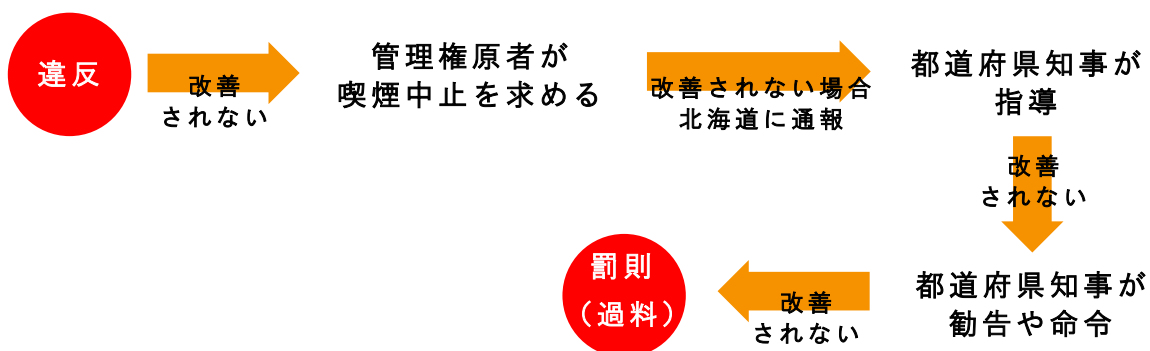 違反
改善
されない
管理権原者が
喫煙中止を求める
改善されない場合
北海道に通報
都道府県知事が
指導
改善
されない
都道府県知事が
勧告や命令
改善
されない
罰則
（過料）